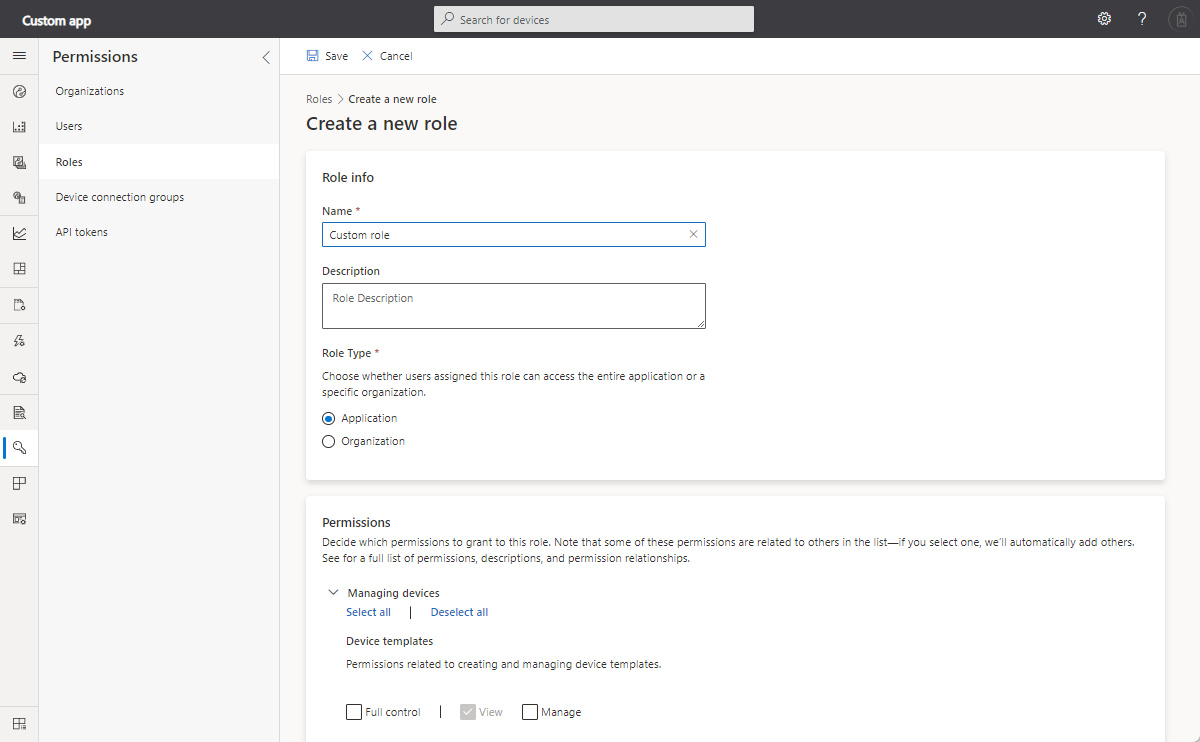 Custom app
Search for devices
Permissions
Organizations
Users
Roles
Device connection groups
API tokens
Save
Cancel
Roles > Create a new role
Create a new role
Role info
Name *
Custom role
Description
Role Description
Role Type *
Choose whether users assigned this role can access the entire application or a
specific organization.
Application
Organization
Permissions
Decide which permissions to grant to this role. Note that some of these permissions are related to others in the list—if you select one, we'll automatically add others.
See for a full list of permissions, descriptions, and permission relationships.
Managing devices
Select all | Deselect all
Device templates
Permissions related to creating and managing device templates.
Full control | View Manage